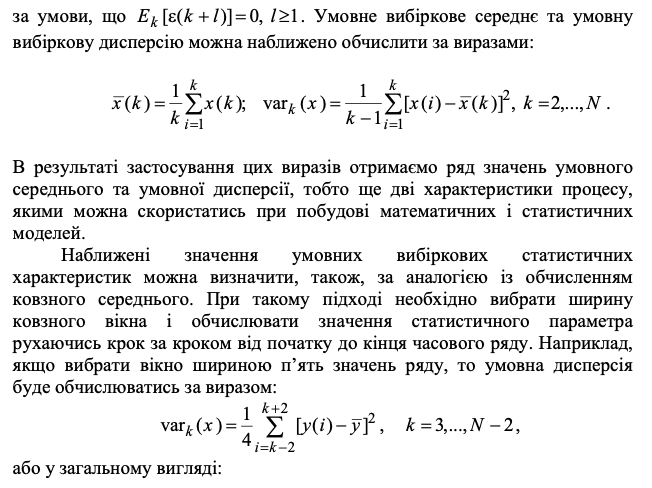 за умови, що E_k [ε(k + l)] = 0, l ≥ 1. Умовне вибіркове середнє та умовну
вибіркову дисперсію можна наближено обчислити за виразами:
x̄(k) = \frac{1}{k} \sum_{i=1}^{k} x(k); var_k (x) = \frac{1}{k-1} \sum_{i=1}^{k} [x(i) − x̄(k)]^2, k = 2,..., N .
В результаті застосування цих виразів отримаємо ряд значень умовного
середнього та умовної дисперсії, тобто ще дві характеристики процесу,
якими можна скористатись при побудові математичних і статистичних
моделей.
Наближені значення умовних вибіркових статистичних
характеристик можна визначити, також, за аналогією із обчисленням
ковзного середнього. При такому підході необхідно вибрати ширину
ковзного вікна і обчислювати значення статистичного параметра
рухаючись крок за кроком від початку до кінця часового ряду. Наприклад,
якщо вибрати вікно шириною п’ять значень ряду, то умовна дисперсія
буде обчислюватись за виразом:
var_k (x) = \frac{1}{4} \sum_{i=k-2}^{k+2} [y(i) − ȳ]^2, k = 3,..., N − 2,
або у загальному вигляді: